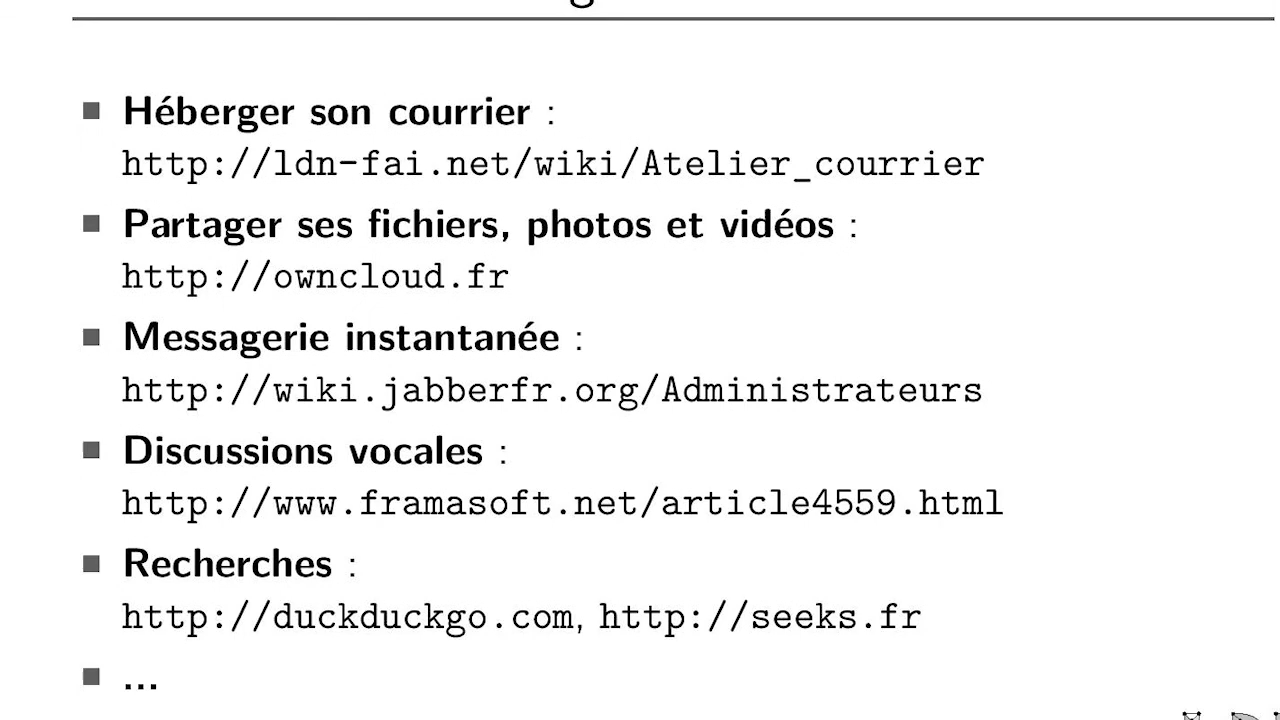 Héberger son courrier :
http://ldn-fai.net/wiki/Atelier_courrier
Partager ses fichiers, photos et vidéos :
http://owncloud.fr
Messagerie instantanée :
http://wiki.jabberfr.org/Administrateurs
Discussions vocales :
http://www.framasoft.net/article4559.html
Recherches :
http://duckduckgo.com, http://seeks.fr
...